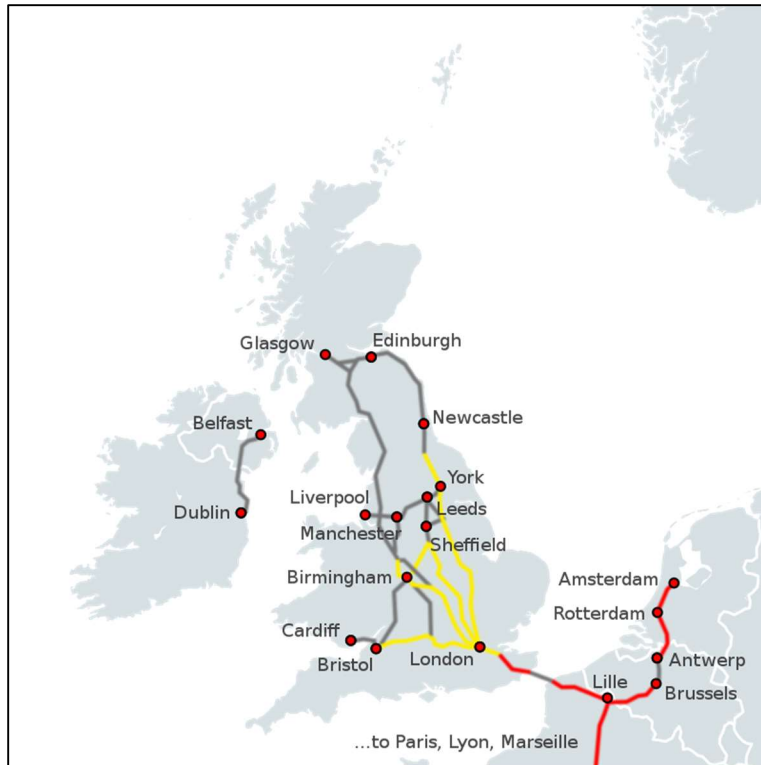 Glasgow
Edinburgh
Belfast
Newcastle
York
Liverpool
Leeds
Dublin
Manchester
Sheffield
Birmingham
Amsterdam
Rotterdam
Cardiff
Bristol
London
Antwerp
Lille
Brussels
...to Paris, Lyon, Marseille